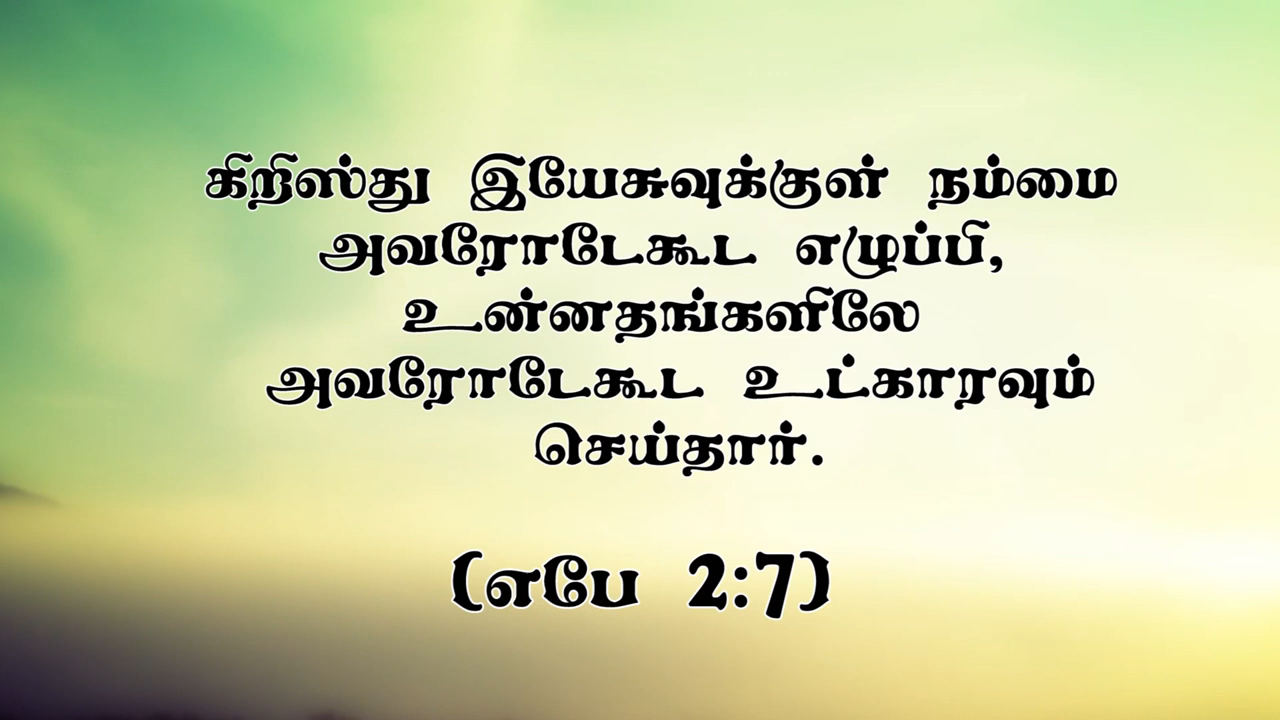 கிறிஸ்து இயேசுவுக்குள் நம்மை
அவரோடேகூட எழுப்பி,
உன்னதங்களிலே
அவரோடேகூட உட்காரவும்
செய்தார்.
(எபே 2:7)